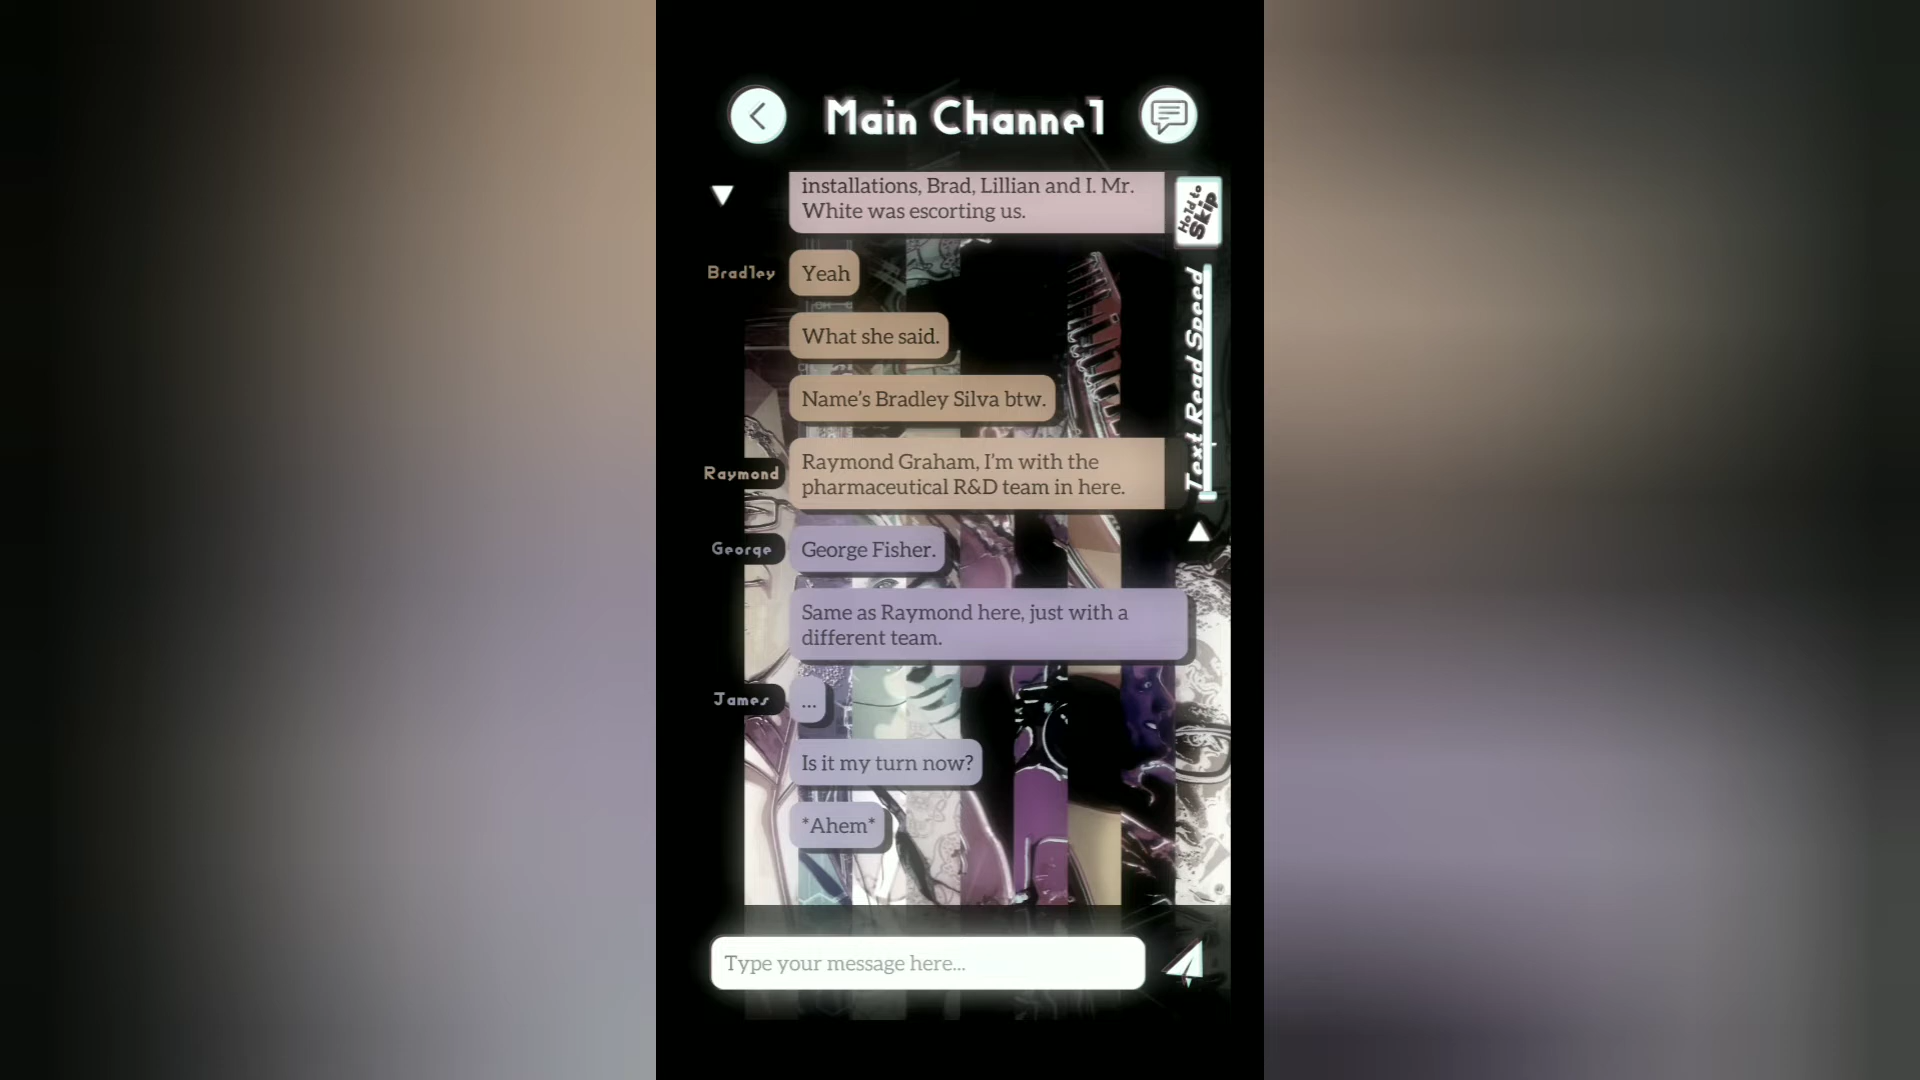 Main Channel
installations, Brad, Lillian and I. Mr.
White was escorting us.
Hold to
Skip
Bradley
Yeah
What she said.
Name's Bradley Silva btw.
Text Read Speed
Raymond
Raymond Graham, I'm with the
pharmaceutical R&D team in here.
George
George Fisher.
Same as Raymond here, just with a
different team.
James
...
Is it my turn now?
*Ahem*
Type your message here...